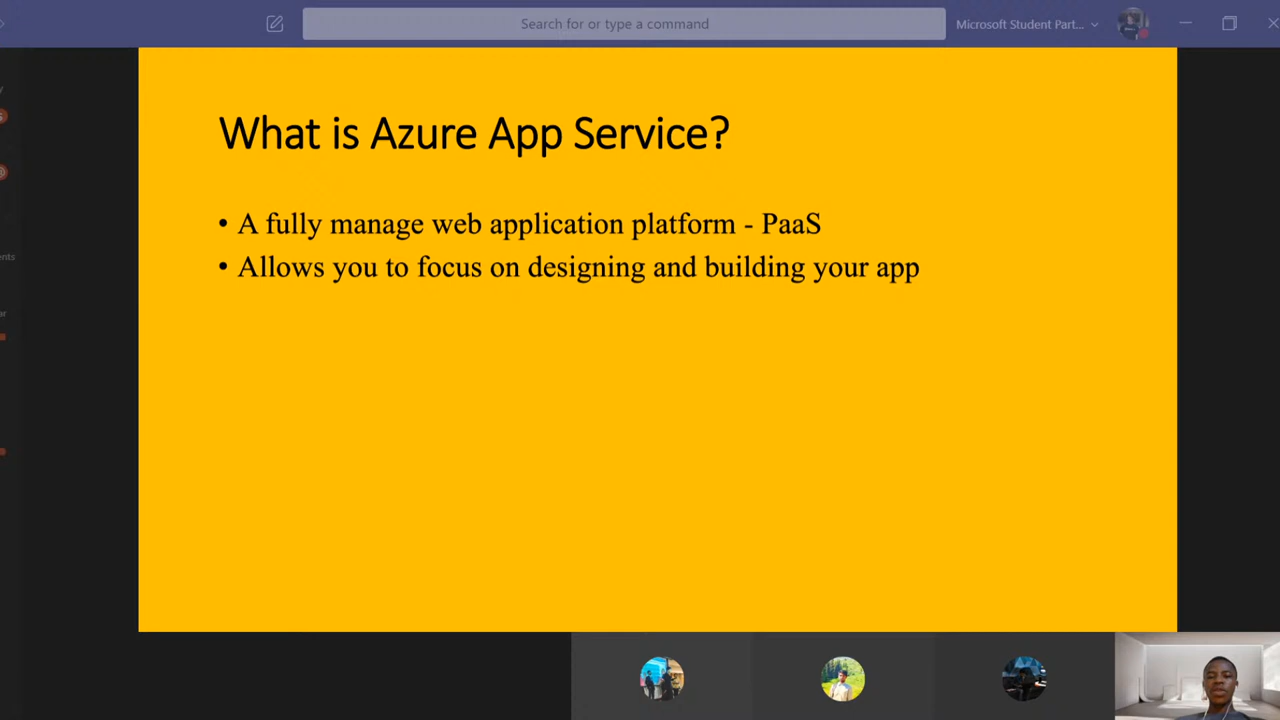 Search for or type a command
Microsoft Student Part...
What is Azure App Service?
• A fully manage web application platform - PaaS
• Allows you to focus on designing and building your app